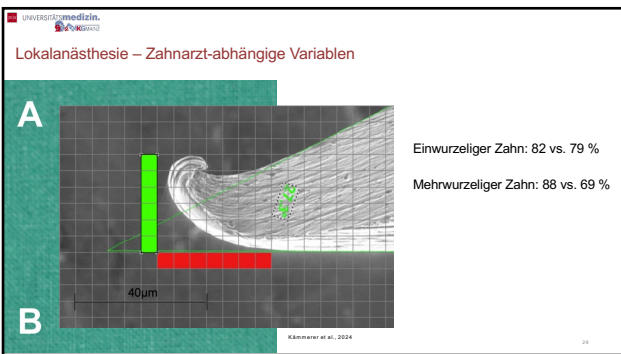 UNIVERSITÄTSmedizin.
MAINZ
Lokalanästhesie – Zahnarzt-abhängige Variablen
A
Einwurzeliger Zahn: 82 vs. 79 %
Mehrwurzeliger Zahn: 88 vs. 69 %
40µm
B
Kämmerer et al., 2024